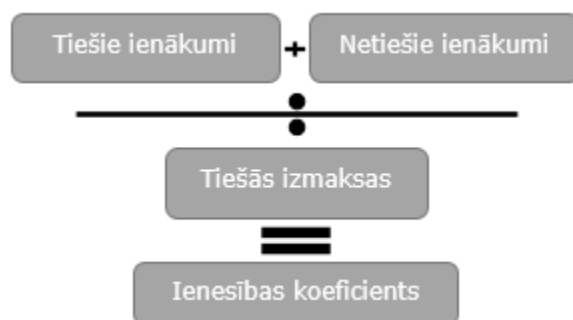 Tiešie ienākumi + Netiešie ienākumi
Tiešās izmaksas
=
Ienesības koeficients